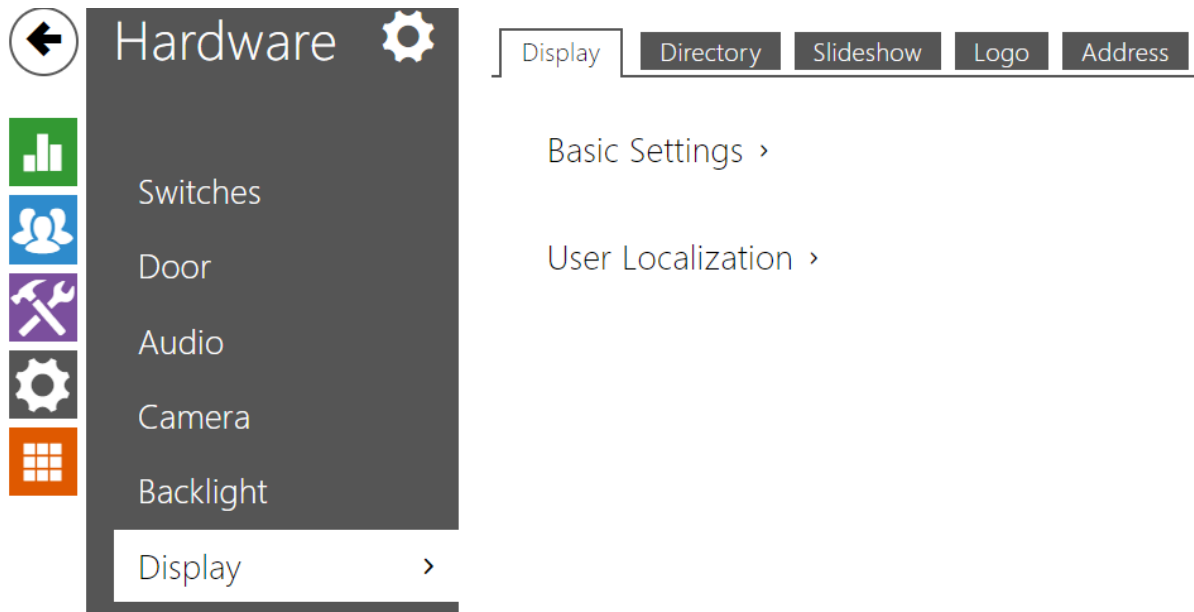 Hardware
Switches
Door
Audio
Camera
Backlight
Display
Display Directory Slideshow Logo Address
Basic Settings
User Localization